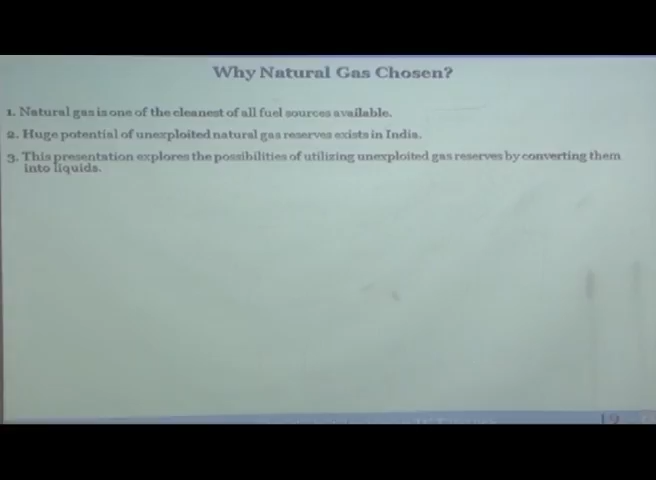 Why Natural Gas Chosen?
1. Natural gas is one of the cleanest of all fuel sources available.
2. Huge potential of unexploited natural gas reserves exists in India.
3. This presentation explores the possibilities of utilizing unexploited gas reserves by converting them
into liquids.
19